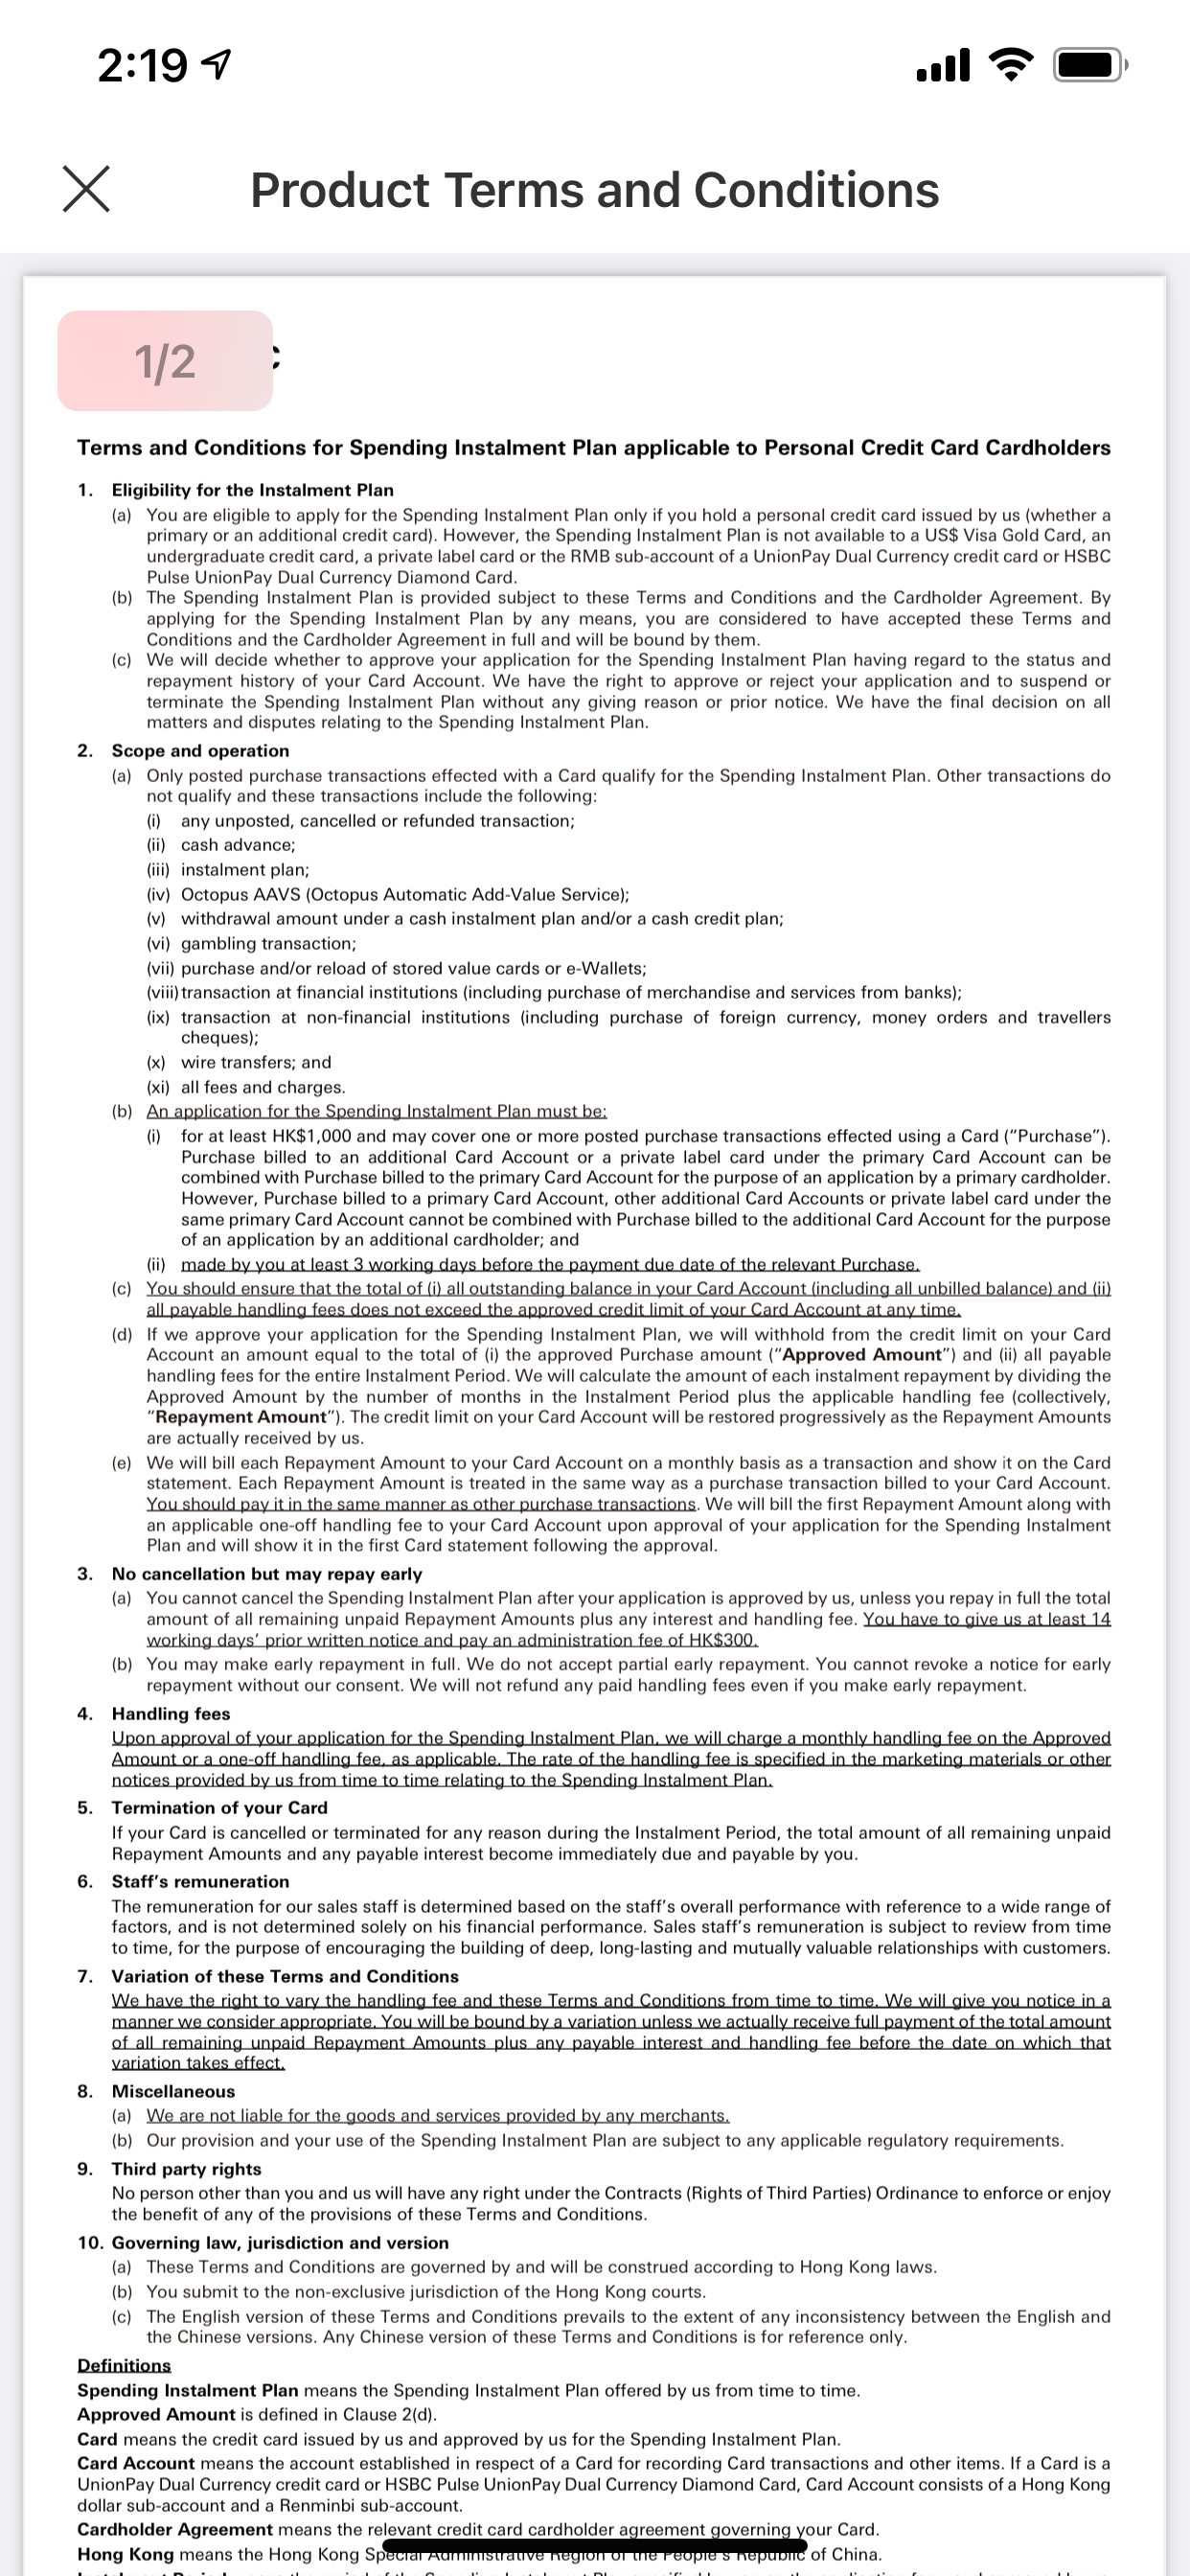 2:19
Product Terms and Conditions
1/2
Terms and Conditions for Spending Instalment Plan applicable to Personal Credit Card Cardholders
1. Eligibility for the Instalment Plan
(a) You are eligible to apply for the Spending Instalment Plan only if you hold a personal credit card issued by us (whether a
primary or an additional credit card). However, the Spending Instalment Plan is not available to a US$ Visa Gold Card, an
undergraduate credit card, a private label card or the RMB sub-account of a UnionPay Dual Currency credit card or HSBC
Pulse UnionPay Dual Currency Diamond Card.
(b) The Spending Instalment Plan is provided subject to these Terms and Conditions and the Cardholder Agreement. By
applying for the Spending Instalment Plan by any means, you are considered to have accepted these Terms and
Conditions and the Cardholder Agreement in full and will be bound by them.
(c) We will decide whether to approve your application for the Spending Instalment Plan having regard to the status and
repayment history of your Card Account. We have the right to approve or reject your application and to suspend or
terminate the Spending Instalment Plan without any giving reason or prior notice. We have the final decision on all
matters and disputes relating to the Spending Instalment Plan.
2. Scope and operation
(a) Only posted purchase transactions effected with a Card qualify for the Spending Instalment Plan. Other transactions do
not qualify and these transactions include the following:
(i) any unposted, cancelled or refunded transaction;
(ii) cash advance;
(iii) instalment plan;
(iv) Octopus AAVS (Octopus Automatic Add-Value Service);
(v) withdrawal amount under a cash instalment plan and/or a cash credit plan;
(vi) gambling transaction;
(vii) purchase and/or reload of stored value cards or e-Wallets;
(viii) transaction at financial institutions (including purchase of merchandise and services from banks);
(ix) transaction at non-financial institutions (including purchase of foreign currency, money orders and travellers
cheques);
(x) wire transfers; and
(xi) all fees and charges.
(b) An application for the Spending Instalment Plan must be:
(i) for at least HK$1,000 and may cover one or more posted purchase transactions effected using a Card (“Purchase”).
Purchase billed to an additional Card Account or a private label card under the primary Card Account can be
combined with Purchase billed to the primary Card Account for the purpose of an application by a primary cardholder.
However, Purchase billed to a primary Card Account, other additional Card Accounts or private label card under the
same primary Card Account cannot be combined with Purchase billed to the additional Card Account for the purpose
of an application by an additional cardholder; and
(ii) made by you at least 3 working days before the payment due date of the relevant Purchase.
(c) You should ensure that the total of (i) all outstanding balance in your Card Account (including all unbilled balance) and (ii)
all payable handling fees does not exceed the approved credit limit of your Card Account at any time.
(d) If we approve your application for the Spending Instalment Plan, we will withhold from the credit limit on your Card
Account an amount equal to the total of (i) the approved Purchase amount (“Approved Amount”) and (ii) all payable
handling fees for the entire Instalment Period. We will calculate the amount of each instalment repayment by dividing the
Approved Amount by the number of months in the Instalment Period plus the applicable handling fee (collectively,
“Repayment Amount”). The credit limit on your Card Account will be restored progressively as the Repayment Amounts
are actually received by us.
(e) We will bill each Repayment Amount to your Card Account on a monthly basis as a transaction and show it on the Card
statement. Each Repayment Amount is treated in the same way as a purchase transaction billed to your Card Account.
You should pay it in the same manner as other purchase transactions. We will bill the first Repayment Amount along with
an applicable one-off handling fee to your Card Account upon approval of your application for the Spending Instalment
Plan and will show it in the first Card statement following the approval.
3. No cancellation but may repay early
(a) You cannot cancel the Spending Instalment Plan after your application is approved by us, unless you repay in full the total
amount of all remaining unpaid Repayment Amounts plus any interest and handling fee. You have to give us at least 14
working days’ prior written notice and pay an administration fee of HK$300.
(b) You may make early repayment in full. We do not accept partial early repayment. You cannot revoke a notice for early
repayment without our consent. We will not refund any paid handling fees even if you make early repayment.
4. Handling fees
Upon approval of your application for the Spending Instalment Plan, we will charge a monthly handling fee on the Approved
Amount or a one-off handling fee, as applicable. The rate of the handling fee is specified in the marketing materials or other
notices provided by us from time to time relating to the Spending Instalment Plan.
5. Termination of your Card
If your Card is cancelled or terminated for any reason during the Instalment Period, the total amount of all remaining unpaid
Repayment Amounts and any payable interest become immediately due and payable by you.
6. Staff’s remuneration
The remuneration for our sales staff is determined based on the staff’s overall performance with reference to a wide range of
factors, and is not determined solely on his financial performance. Sales staff’s remuneration is subject to review from time
to time, for the purpose of encouraging the building of deep, long-lasting and mutually valuable relationships with customers.
7. Variation of these Terms and Conditions
We have the right to vary the handling fee and these Terms and Conditions from time to time. We will give you notice in a
manner we consider appropriate. You will be bound by a variation unless we actually receive full payment of the total amount
of all remaining unpaid Repayment Amounts plus any payable interest and handling fee before the date on which that
variation takes effect.
8. Miscellaneous
(a) We are not liable for the goods and services provided by any merchants.
(b) Our provision and your use of the Spending Instalment Plan are subject to any applicable regulatory requirements.
9. Third party rights
No person other than you and us will have any right under the Contracts (Rights of Third Parties) Ordinance to enforce or enjoy
the benefit of any of the provisions of these Terms and Conditions.
10. Governing law, jurisdiction and version
(a) These Terms and Conditions are governed by and will be construed according to Hong Kong laws.
(b) You submit to the non-exclusive jurisdiction of the Hong Kong courts.
(c) The English version of these Terms and Conditions prevails to the extent of any inconsistency between the English and
the Chinese versions. Any Chinese version of these Terms and Conditions is for reference only.
Definitions
Spending Instalment Plan means the Spending Instalment Plan offered by us from time to time.
Approved Amount is defined in Clause 2(d).
Card means the credit card issued by us and approved by us for the Spending Instalment Plan.
Card Account means the account established in respect of a Card for recording Card transactions and other items. If a Card is a
UnionPay Dual Currency credit card or HSBC Pulse UnionPay Dual Currency Diamond Card, Card Account consists of a Hong Kong
dollar sub-account and a Renminbi sub-account.
Cardholder Agreement means the relevant credit card cardholder agreement governing your Card.
Hong Kong means the Hong Kong Special Administrative Region of the People’s Republic of China.